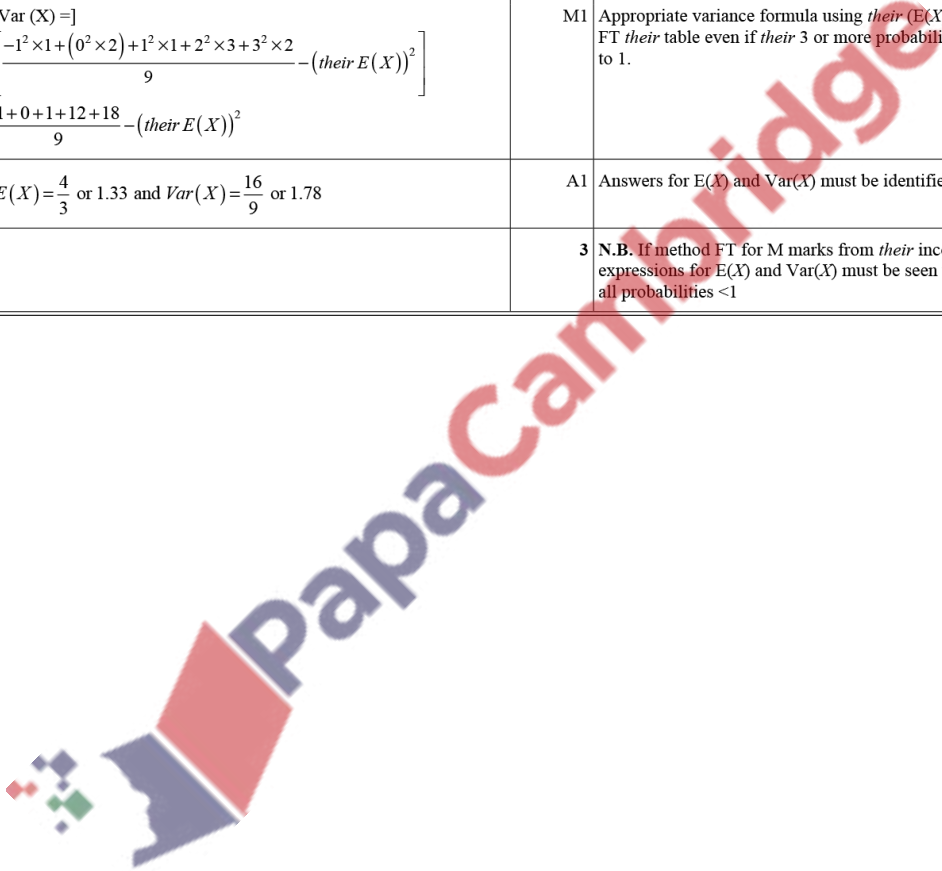 Var (X) =]
M1 Appropriate variance formula using their (E(X
−1²×1+(0²×2)+1²×1+2²×3+3²×2 / 9 −(their E(X))² ]
FT their table even if their 3 or more probabili
to 1.
1+0+1+12+18 / 9 −(their E(X))²
E(X)=4/3 or 1.33 and Var(X)=16/9 or 1.78
A1 Answers for E(X) and Var(X) must be identifie
3 N.B. If method FT for M marks from their inc
expressions for E(X) and Var(X) must be seen
all probabilities <1
PapaCambridge